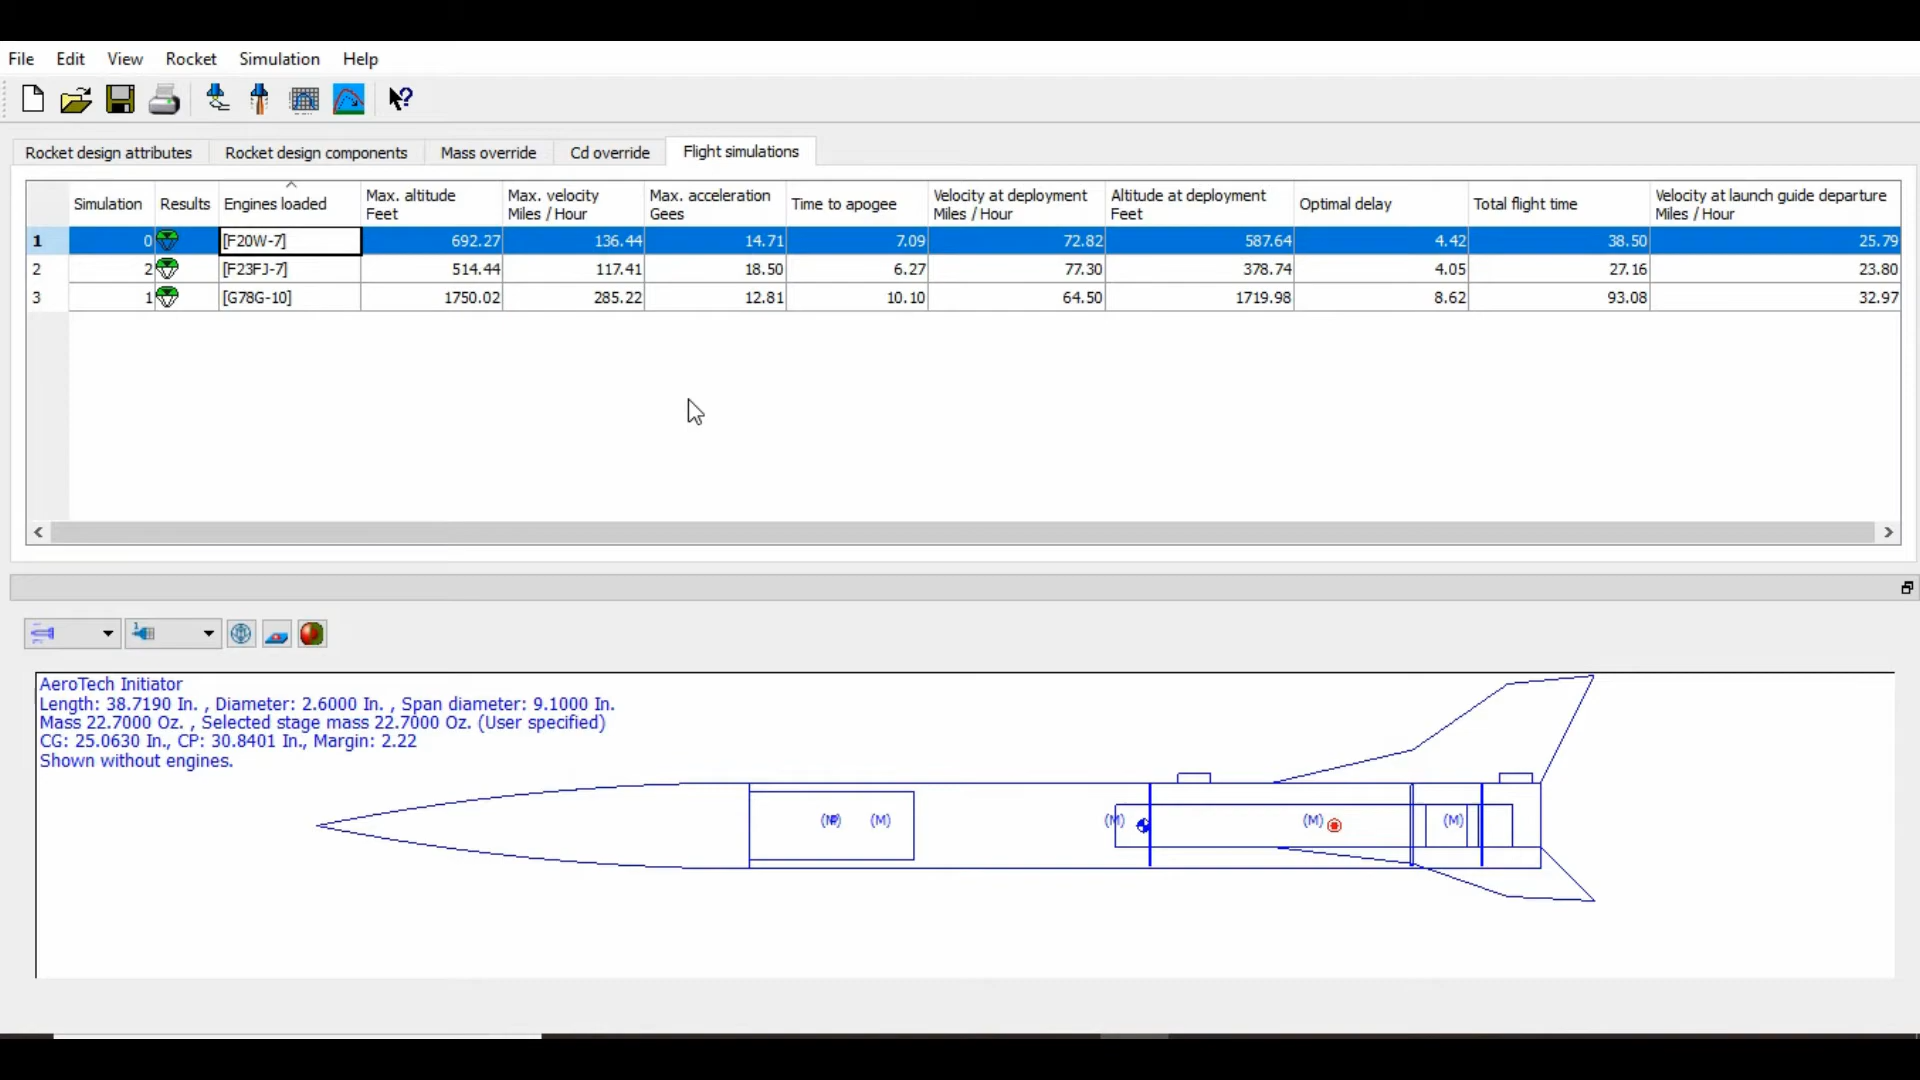 File Edit View Rocket Simulation Help
Rocket design attributes Rocket design components Mass override Cd override Flight simulations
Simulation Results Engines loaded Max. altitude Feet Max. velocity Miles / Hour Max. acceleration Gees Time to apogee Velocity at deployment Miles / Hour Altitude at deployment Feet Optimal delay Total flight time Velocity at launch guide departure Miles / Hour
1 0 [F20W-7] 692.27 136.44 14.71 7.09 72.82 587.64 4.42 38.50 25.79
2 2 [F23FJ-7] 514.44 117.41 18.50 6.27 77.30 378.74 4.05 27.16 23.80
3 1 [G78G-10] 1750.02 285.22 12.81 10.10 64.50 1719.98 8.62 93.08 32.97
AeroTech Initiator
Length: 38.7190 In. , Diameter: 2.6000 In. , Span diameter: 9.1000 In.
Mass 22.7000 Oz. , Selected stage mass 22.7000 Oz. (User specified)
CG: 25.0630 In., CP: 30.8401 In., Margin: 2.22
Shown without engines.
(M) (M) (M) (M)